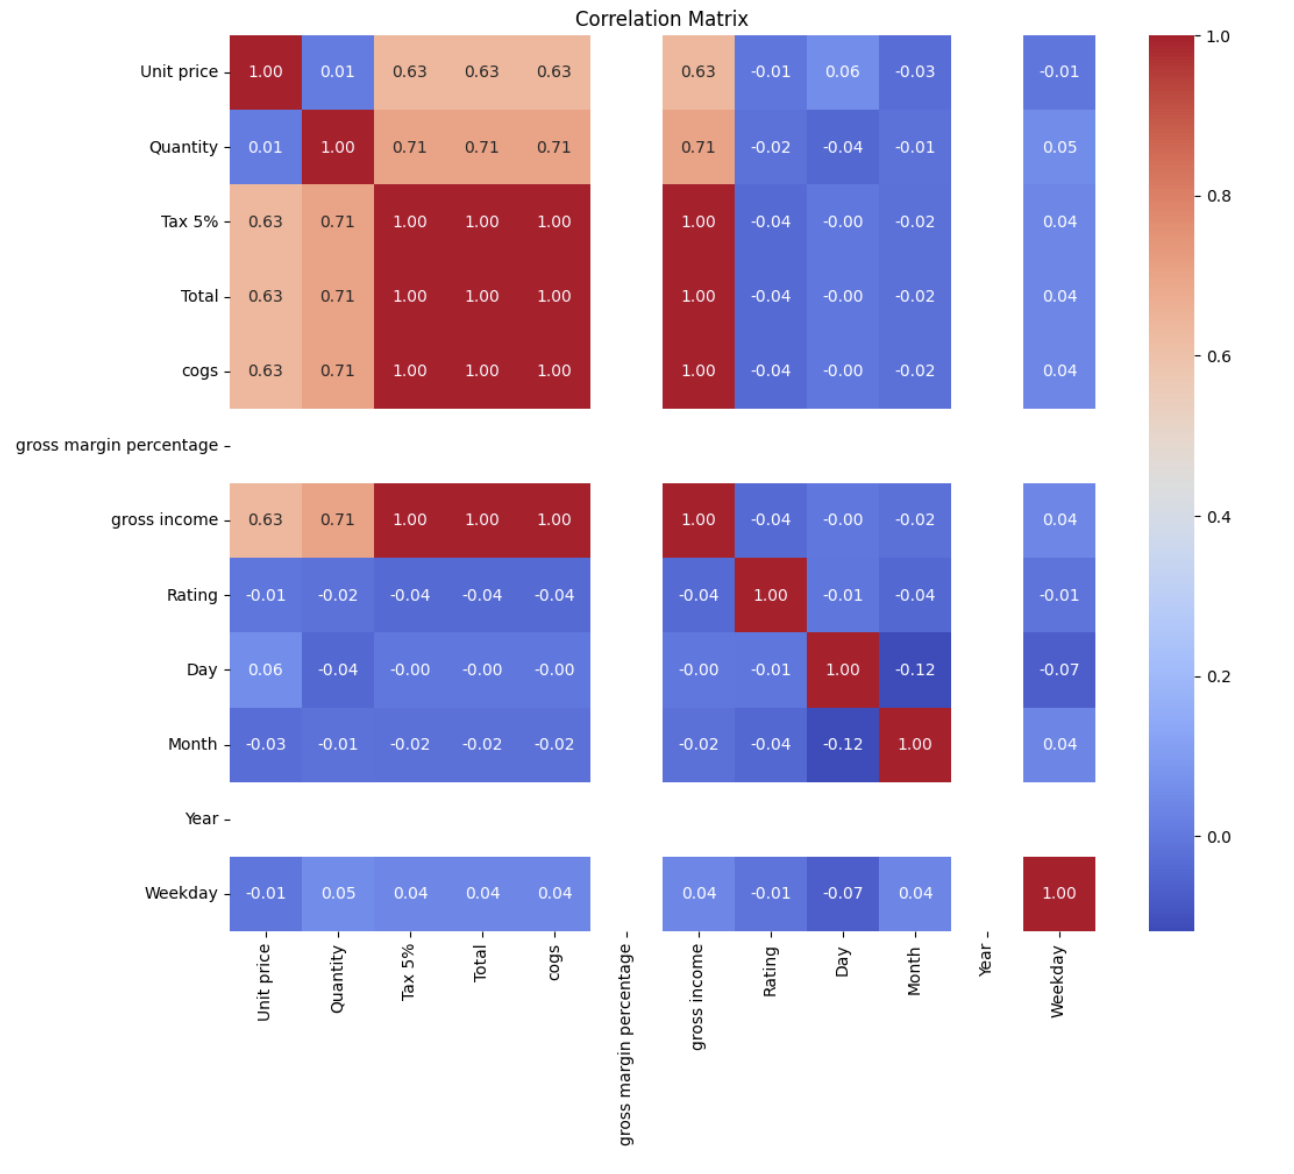 Correlation Matrix
Unit price 1.00 0.01 0.63 0.63 0.63 0.63 -0.01 0.06 -0.03 -0.01
Quantity 0.01 1.00 0.71 0.71 0.71 0.71 -0.02 -0.04 -0.01 0.05
Tax 5% 0.63 0.71 1.00 1.00 1.00 1.00 -0.04 -0.00 -0.02 0.04
Total 0.63 0.71 1.00 1.00 1.00 1.00 -0.04 -0.00 -0.02 0.04
cogs 0.63 0.71 1.00 1.00 1.00 1.00 -0.04 -0.00 -0.02 0.04
gross margin percentage
gross income 0.63 0.71 1.00 1.00 1.00 1.00 -0.04 -0.00 -0.02 0.04
Rating -0.01 -0.02 -0.04 -0.04 -0.04 -0.04 1.00 -0.01 -0.04 -0.01
Day 0.06 -0.04 -0.00 -0.00 -0.00 -0.00 -0.01 1.00 -0.12 -0.07
Month -0.03 -0.01 -0.02 -0.02 -0.02 -0.02 -0.04 -0.12 1.00 0.04
Year
Weekday -0.01 0.05 0.04 0.04 0.04 0.04 -0.01 -0.07 0.04 1.00
Unit price Quantity Tax 5% Total cogs gross margin percentage gross income Rating Day Month Year Weekday
1.0
0.8
0.6
0.4
0.2
0.0